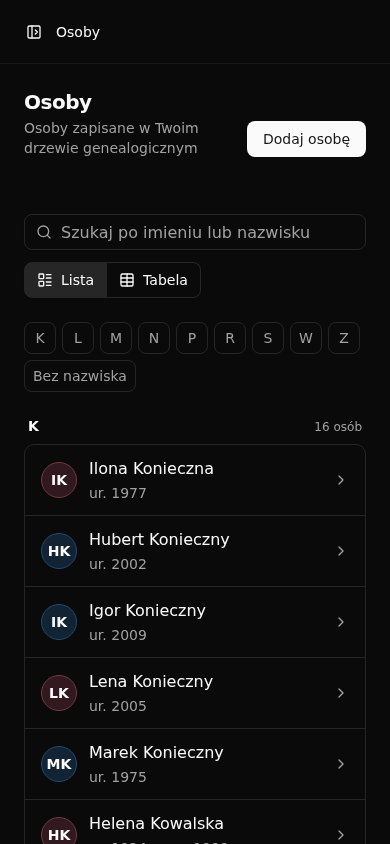 Osoby
Osoby
Osoby zapisane w Twoim
drzewie genealogicznym
Dodaj osobę
Szukaj po imieniu lub nazwisku
Lista
Tabela
K L M N P R S W Z
Bez nazwiska
K
16 osób
IK
Ilona Konieczna
ur. 1977
HK
Hubert Konieczny
ur. 2002
IK
Igor Konieczny
ur. 2009
LK
Lena Konieczny
ur. 2005
MK
Marek Konieczny
ur. 1975
HK
Helena Kowalska